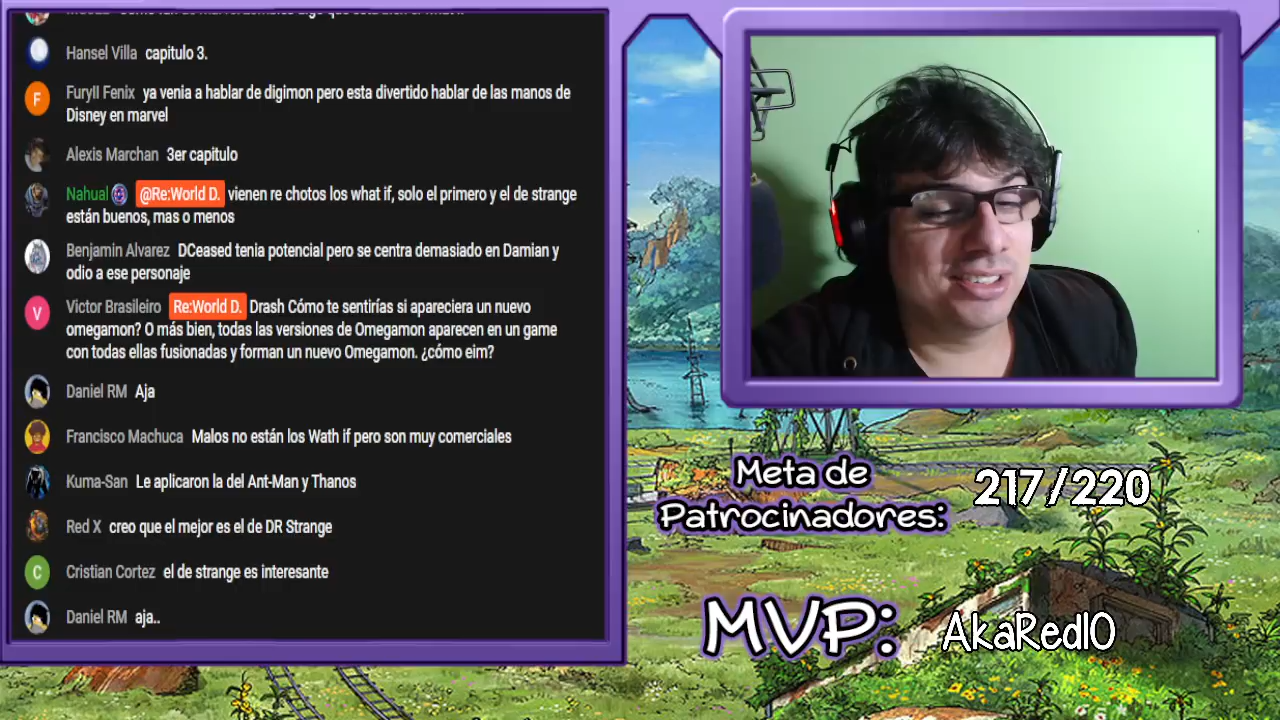 Hansel Villa capitulo 3.
FuryII Fenix ya venia a hablar de digimon pero esta divertido hablar de las manos de
Disney en marvel
Alexis Marchan 3er capitulo
Nahual @Re:World D. vienen re chotos los what if, solo el primero y el de strange
están buenos, mas o menos
Benjamin Alvarez DCeased tenia potencial pero se centra demasiado en Damian y
odio a ese personaje
Victor Brasileiro Re:World D. Drash Cómo te sentirías si apareciera un nuevo
omegamon? O más bien, todas las versiones de Omegamon aparecen en un game
con todas ellas fusionadas y forman un nuevo Omegamon. ¿cómo eim?
Daniel RM Aja
Francisco Machuca Malos no están los Wath if pero son muy comerciales
Kuma-San Le aplicaron la del Ant-Man y Thanos
Red X creo que el mejor es el de DR Strange
Cristian Cortez el de strange es interesante
Daniel RM aja..
F
V
C
Meta de
Patrocinadores:
217/220
MVP:
AkaRed10